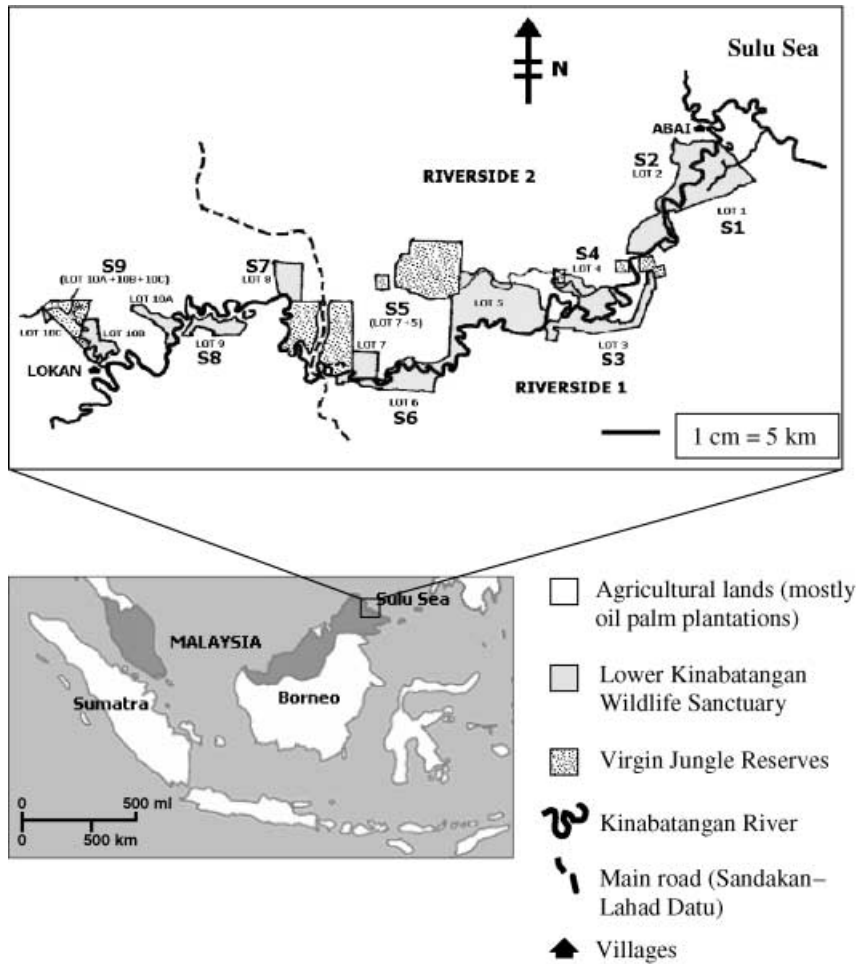 Sulu Sea
N
ABAI
S2
LOT 2
RIVERSIDE 2
LOT 1
S1
S9
(LOT 10A +10B + 10C)
S7
LOT 8
S4
LOT 4
LOT 10A
S5
(LOT 7 +5)
LOT 5
LOT 10C
LOT 10B
LOT 9
S8
LOT 7
LOT 3
S3
LOKAN
RIVERSIDE 1
LOT 6
S6
1 cm = 5 km
Sulu Sea
MALAYSIA
Borneo
Sumatra
0 500 ml
0 500 km
Agricultural lands (mostly
oil palm plantations)
Lower Kinabatangan
Wildlife Sanctuary
Virgin Jungle Reserves
Kinabatangan River
Main road (Sandakan–
Lahad Datu)
Villages